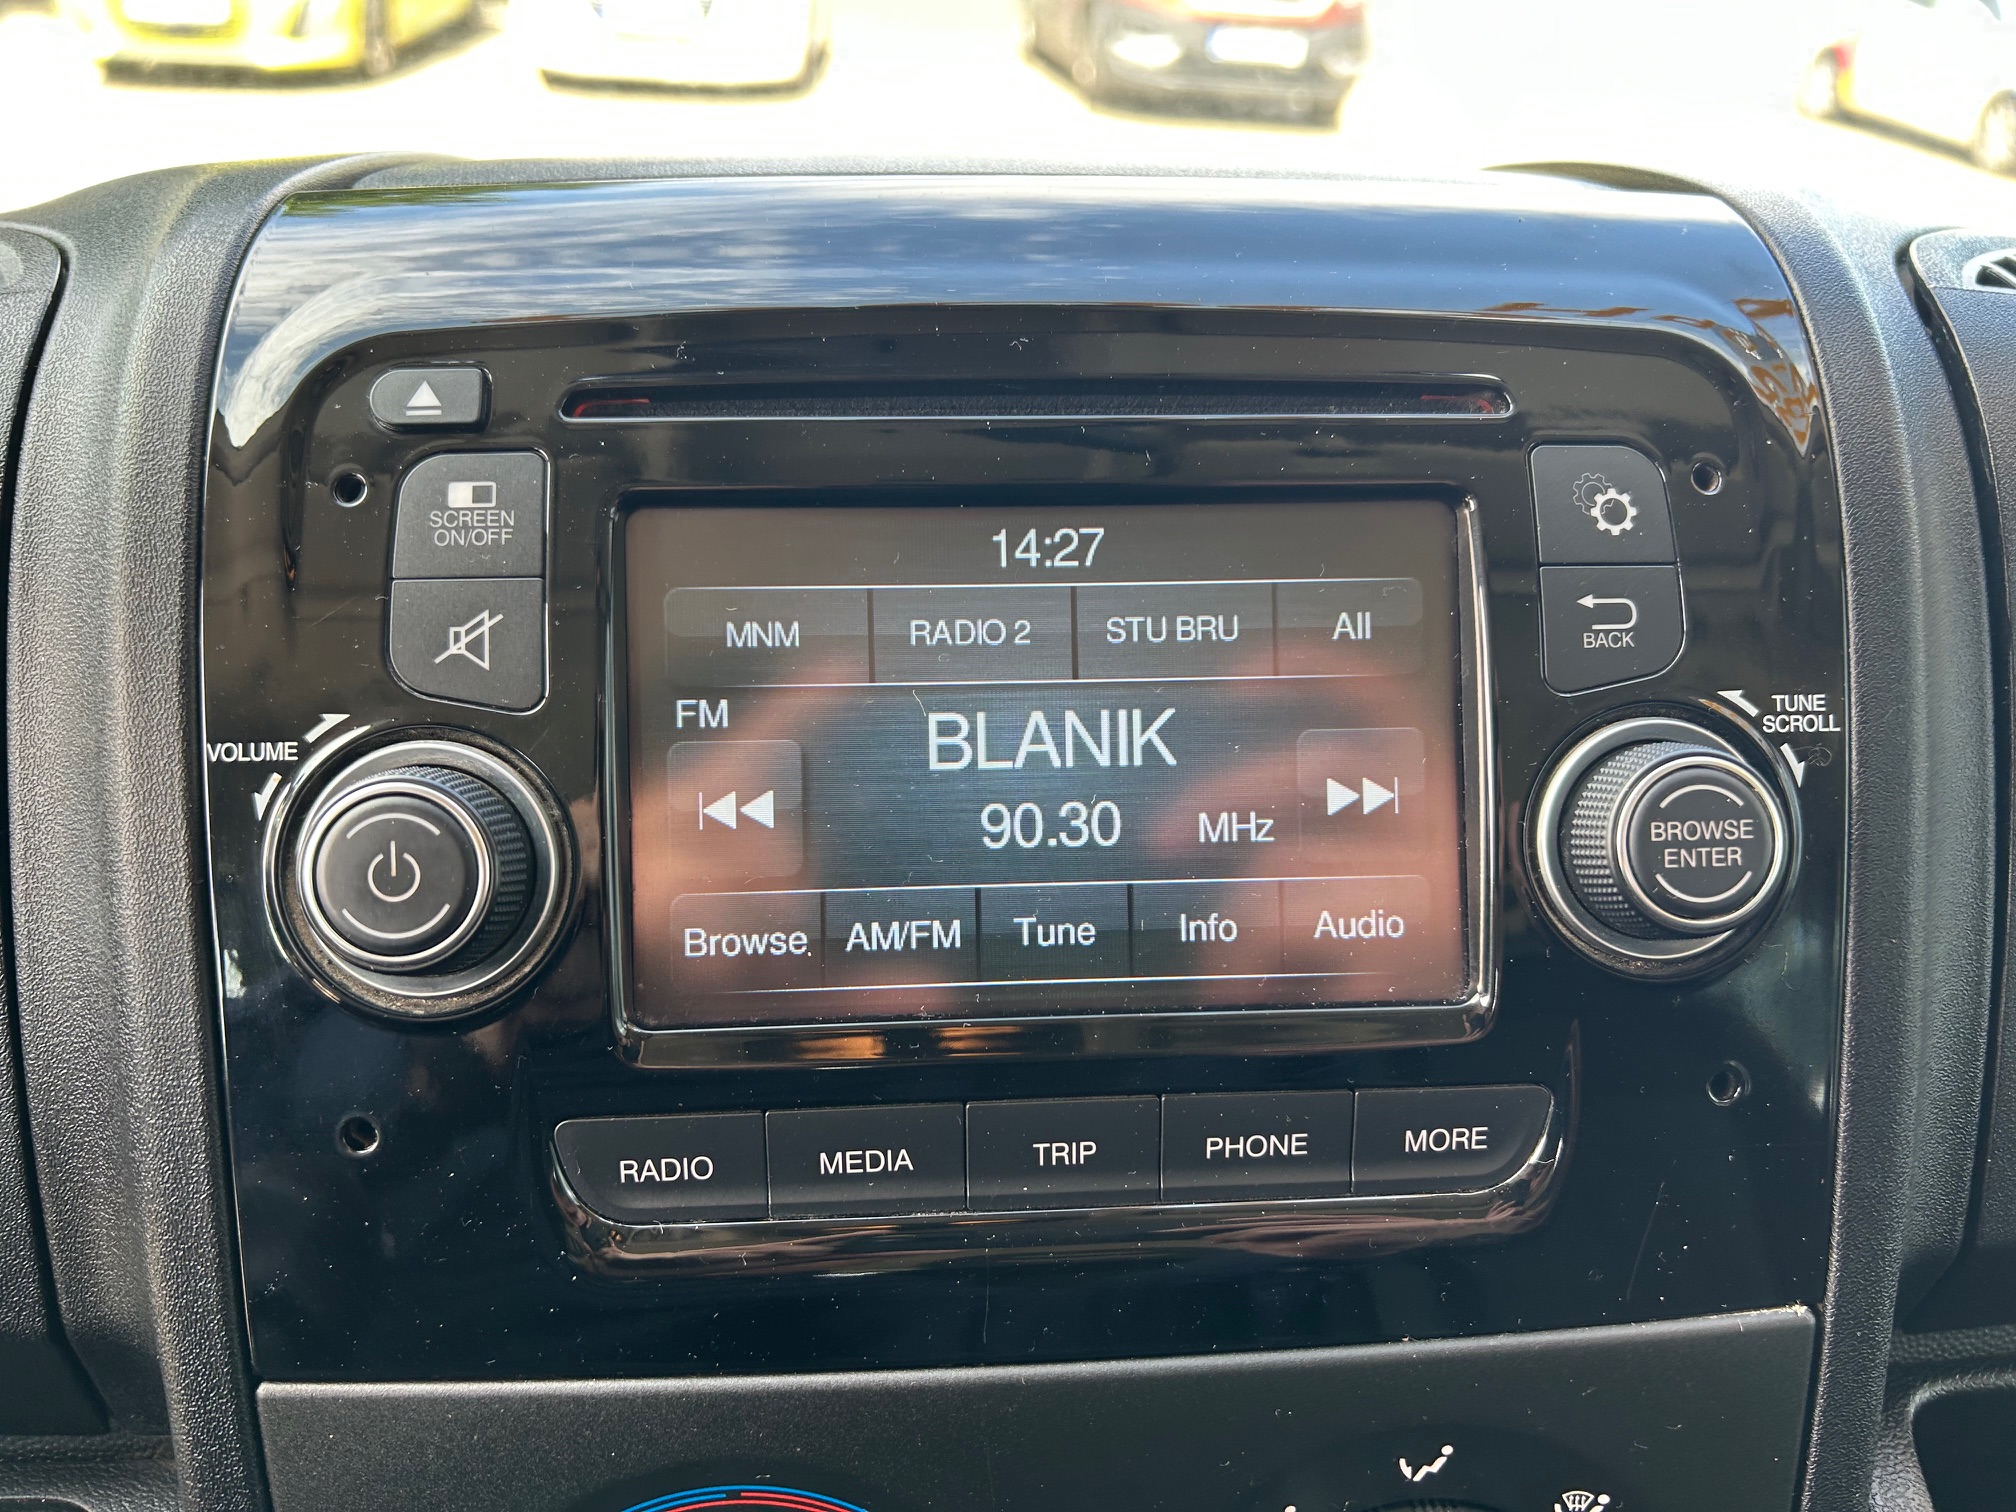 SCREEN
ON/OFF
VOLUME
14:27
MNM RADIO 2 STU BRU All
FM
BLANIK
90.30 MHz
Browse AM/FM Tune Info Audio
BACK
TUNE
SCROLL
BROWSE
ENTER
RADIO MEDIA TRIP PHONE MORE